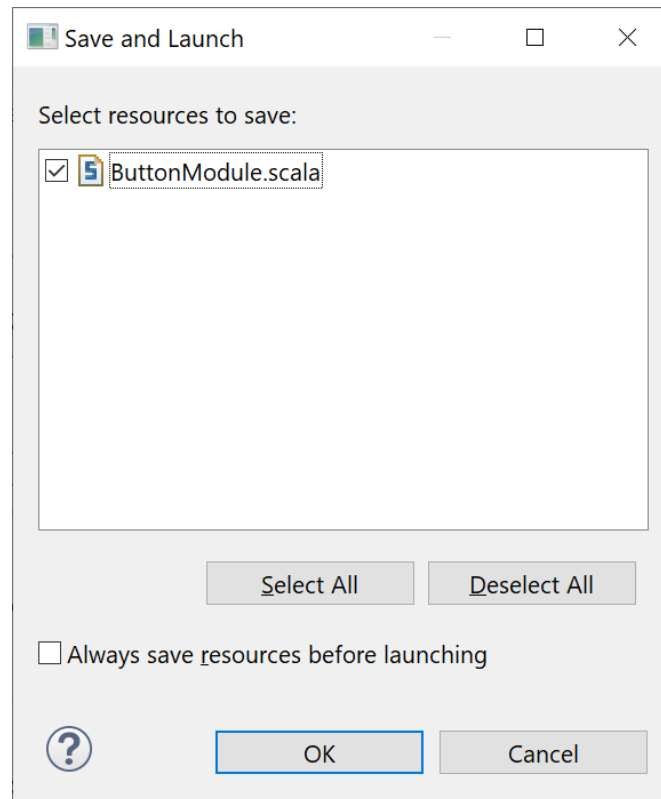 Save and Launch
Select resources to save:
ButtonModule.scala
Select All
Deselect All
Always save resources before launching
?
OK
Cancel